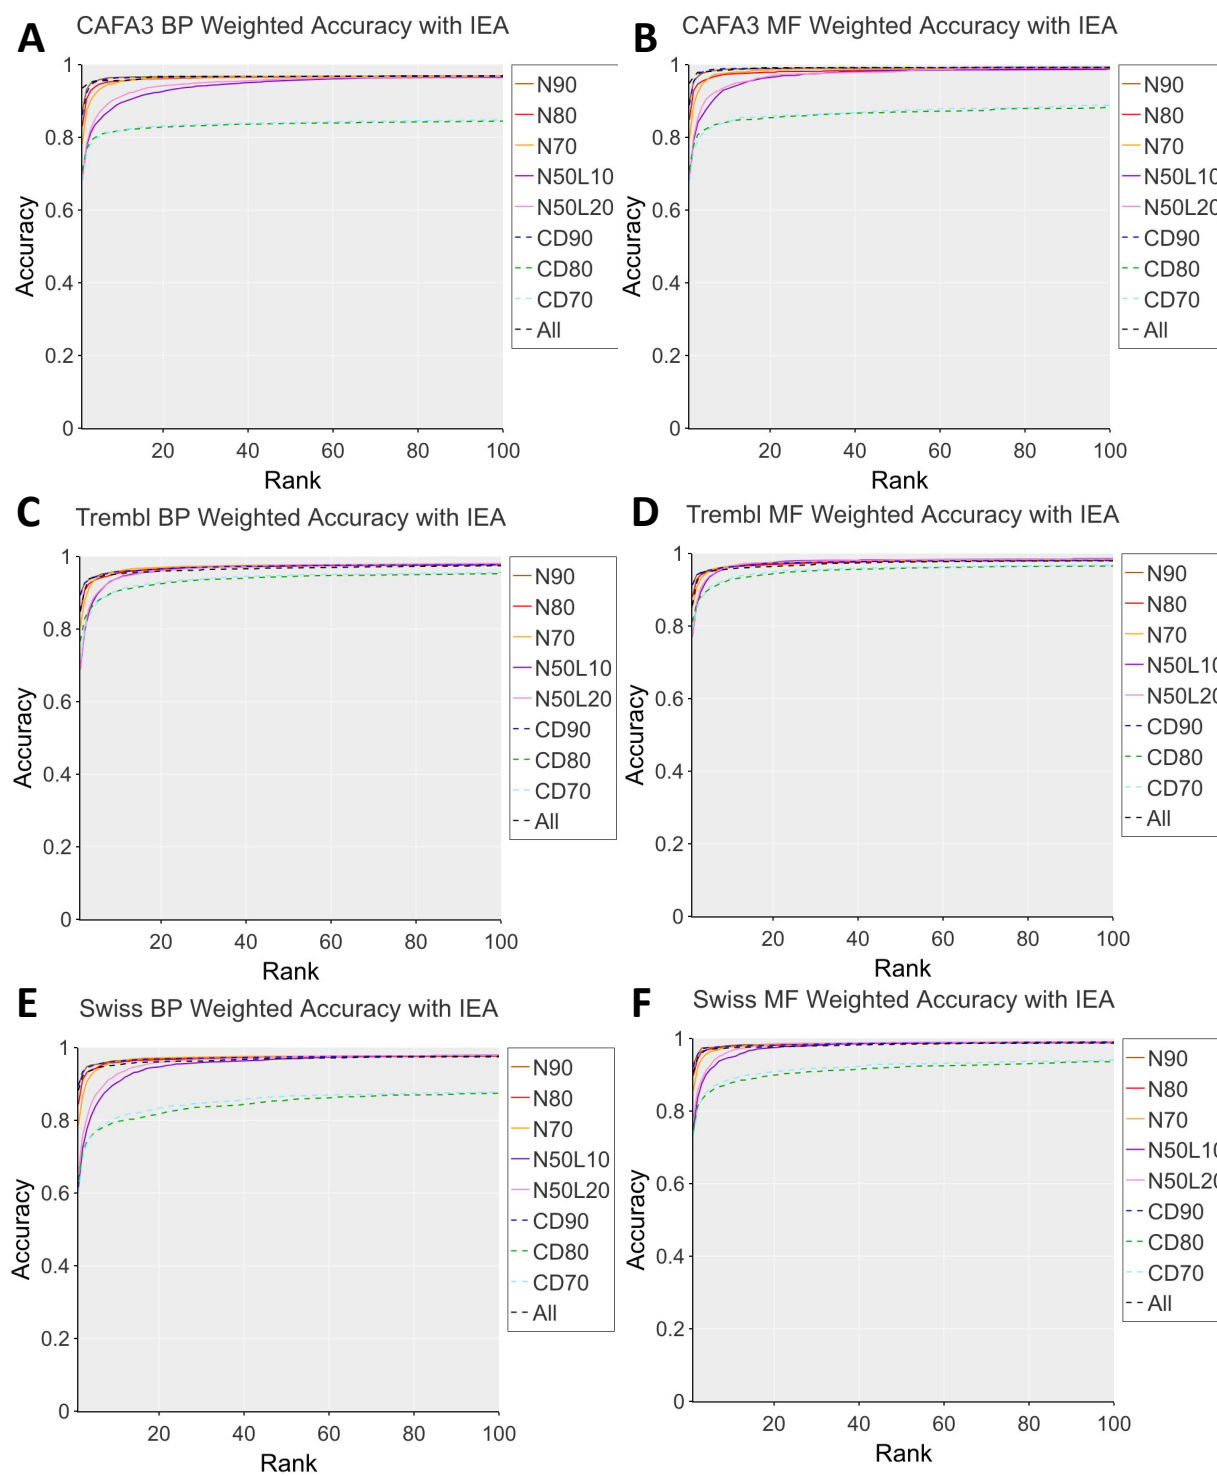 A
CAFA3 BP Weighted Accuracy with IEA
1
0.8
0.6
0.4
0.2
0
Accuracy
20
40
60
80
100
Rank
N90
N80
N70
N50L10
N50L20
CD90
CD80
CD70
All
B
CAFA3 MF Weighted Accuracy with IEA
1
0.8
0.6
0.4
0.2
0
Accuracy
20
40
60
80
100
Rank
N90
N80
N70
N50L10
N50L20
CD90
CD80
CD70
All
C
Trembl BP Weighted Accuracy with IEA
1
0.8
0.6
0.4
0.2
0
Accuracy
20
40
60
80
100
Rank
N90
N80
N70
N50L10
N50L20
CD90
CD80
CD70
All
D
Trembl MF Weighted Accuracy with IEA
1
0.8
0.6
0.4
0.2
0
Accuracy
20
40
60
80
100
Rank
N90
N80
N70
N50L10
N50L20
CD90
CD80
CD70
All
E
Swiss BP Weighted Accuracy with IEA
1
0.8
0.6
0.4
0.2
0
Accuracy
20
40
60
80
100
Rank
N90
N80
N70
N50L10
N50L20
CD90
CD80
CD70
All
F
Swiss MF Weighted Accuracy with IEA
1
0.8
0.6
0.4
0.2
0
Accuracy
20
40
60
80
100
Rank
N90
N80
N70
N50L10
N50L20
CD90
CD80
CD70
All